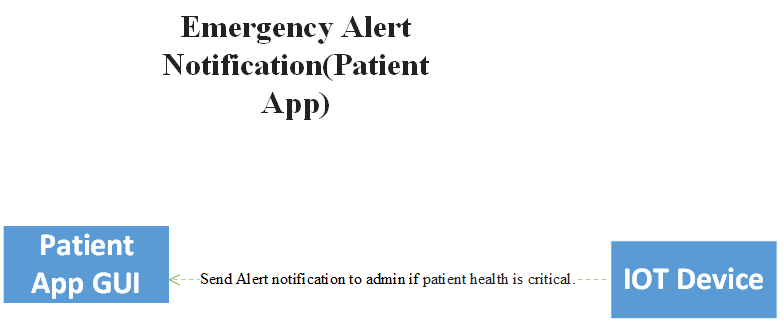 Emergency Alert
Notification(Patient
App)
Patient
App GUI
Send Alert notification to admin if patient health is critical.
IOT Device